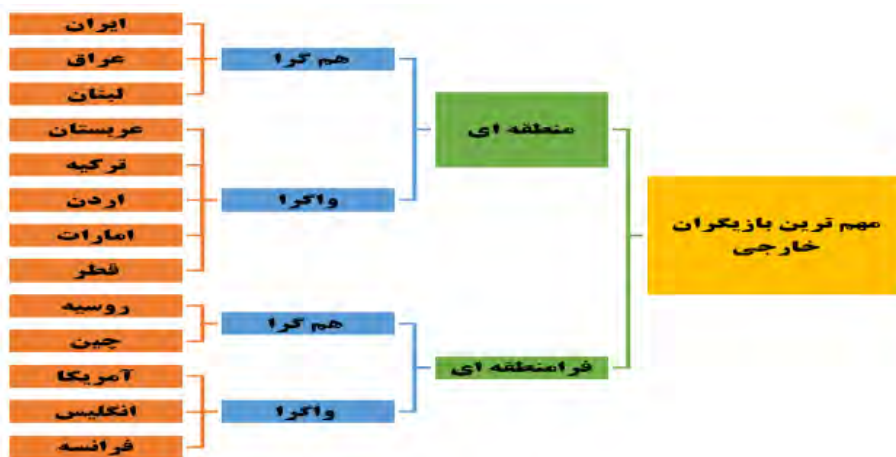 مهم ترین بازیگران
خارجی
منطقه ای
هم گرا
ایران
عراق
لبنان
واگرا
عربستان
ترکیه
اردن
امارات
قطر
فرامنطقه ای
هم گرا
روسیه
چین
واگرا
آمریکا
انگلیس
فرانسه